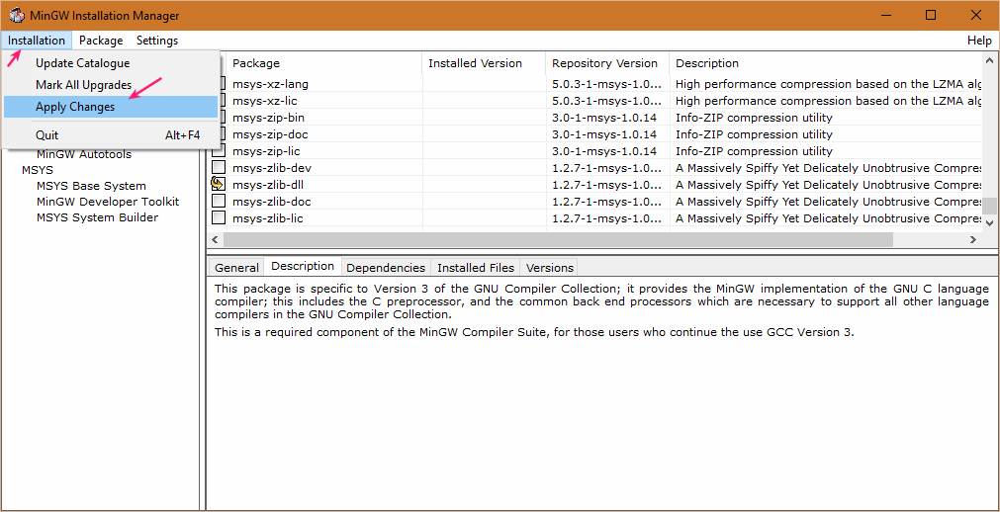 MinGW Installation Manager
Installation Package Settings Help
Update Catalogue
Mark All Upgrades
Apply Changes
Quit Alt+F4
MinGW Autotools
MSYS
MSYS Base System
MinGW Developer Toolkit
MSYS System Builder
Package Installed Version Repository Version Description
msys-xz-lang 5.0.3-1-msys-1.0... High performance compression based on the LZMA alg
msys-xz-lic 5.0.3-1-msys-1.0... High performance compression based on the LZMA alg
msys-zip-bin 3.0-1-msys-1.0.14 Info-ZIP compression utility
msys-zip-doc 3.0-1-msys-1.0.14 Info-ZIP compression utility
msys-zip-lic 3.0-1-msys-1.0.14 Info-ZIP compression utility
msys-zlib-dev 1.2.7-1-msys-1.0... A Massively Spiffy Yet Delicately Unobtrusive Compres
msys-zlib-dll 1.2.7-1-msys-1.0... A Massively Spiffy Yet Delicately Unobtrusive Compres
msys-zlib-doc 1.2.7-1-msys-1.0... A Massively Spiffy Yet Delicately Unobtrusive Compres
msys-zlib-lic 1.2.7-1-msys-1.0... A Massively Spiffy Yet Delicately Unobtrusive Compres
General Description Dependencies Installed Files Versions
This package is specific to Version 3 of the GNU Compiler Collection; it provides the MinGW implementation of the GNU C language
compiler; this includes the C preprocessor, and the common back end processors which are necessary to support all other language
compilers in the GNU Compiler Collection.
This is a required component of the MinGW Compiler Suite, for those users who continue the use GCC Version 3.